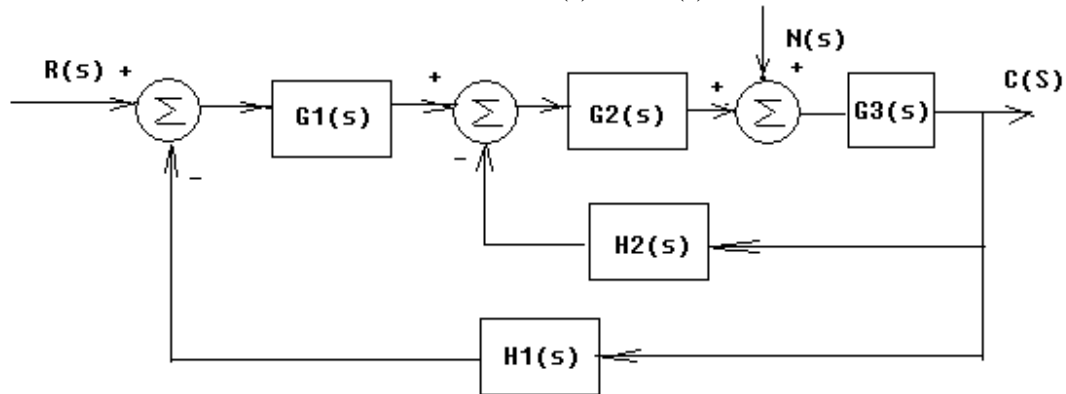 N(s)
R(s) + + + +
Σ G1(s) Σ G2(s) Σ G3(s) C(S)
- -
H2(s)
H1(s)